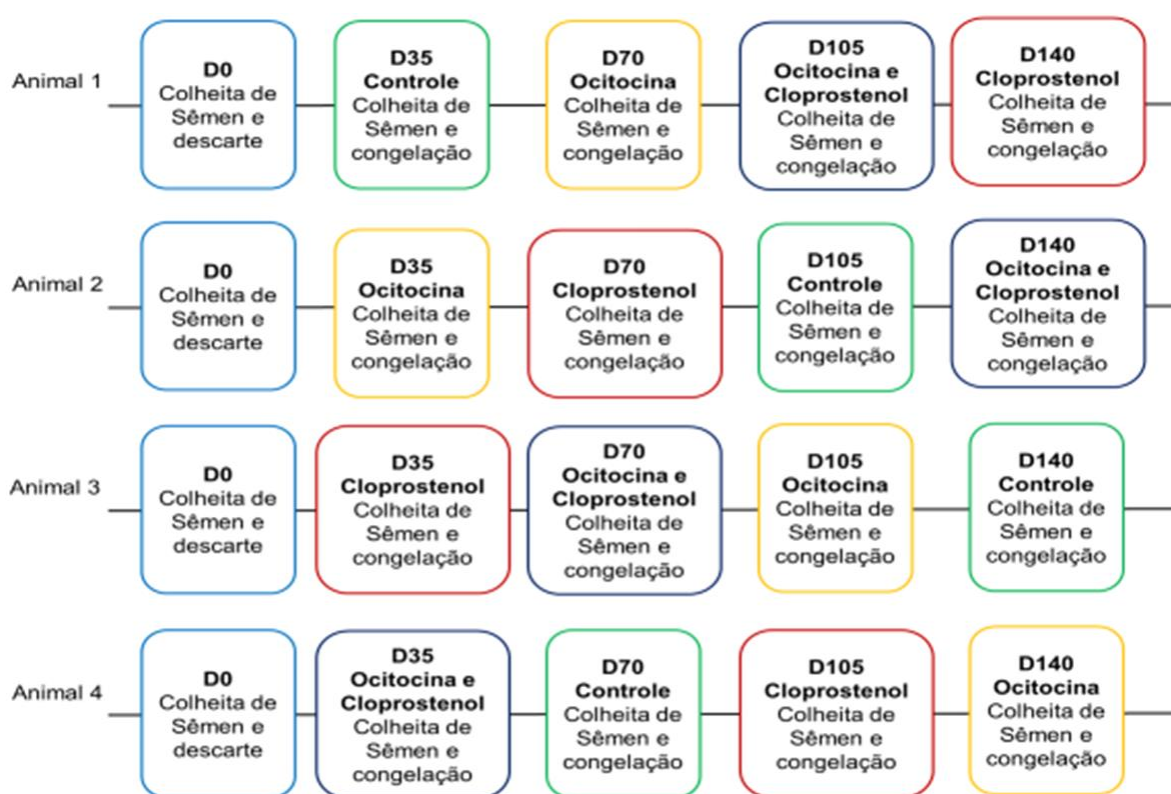 Animal 1
D0
Colheita de
Sêmen e
descarte
D35
Controle
Colheita de
Sêmen e
congelação
D70
Ocitocina
Colheita de
Sêmen e
congelação
D105
Ocitocina e
Cloprostenol
Colheita de
Sêmen e
congelação
D140
Cloprostenol
Colheita de
Sêmen e
congelação
Animal 2
D0
Colheita de
Sêmen e
descarte
D35
Ocitocina
Colheita de
Sêmen e
congelação
D70
Cloprostenol
Colheita de
Sêmen e
congelação
D105
Controle
Colheita de
Sêmen e
congelação
D140
Ocitocina e
Cloprostenol
Colheita de
Sêmen e
congelação
Animal 3
D0
Colheita de
Sêmen e
descarte
D35
Cloprostenol
Colheita de
Sêmen e
congelação
D70
Ocitocina e
Cloprostenol
Colheita de
Sêmen e
congelação
D105
Ocitocina
Colheita de
Sêmen e
congelação
D140
Controle
Colheita de
Sêmen e
congelação
Animal 4
D0
Colheita de
Sêmen e
descarte
D35
Ocitocina e
Cloprostenol
Colheita de
Sêmen e
congelação
D70
Controle
Colheita de
Sêmen e
congelação
D105
Cloprostenol
Colheita de
Sêmen e
congelação
D140
Ocitocina
Colheita de
Sêmen e
congelação